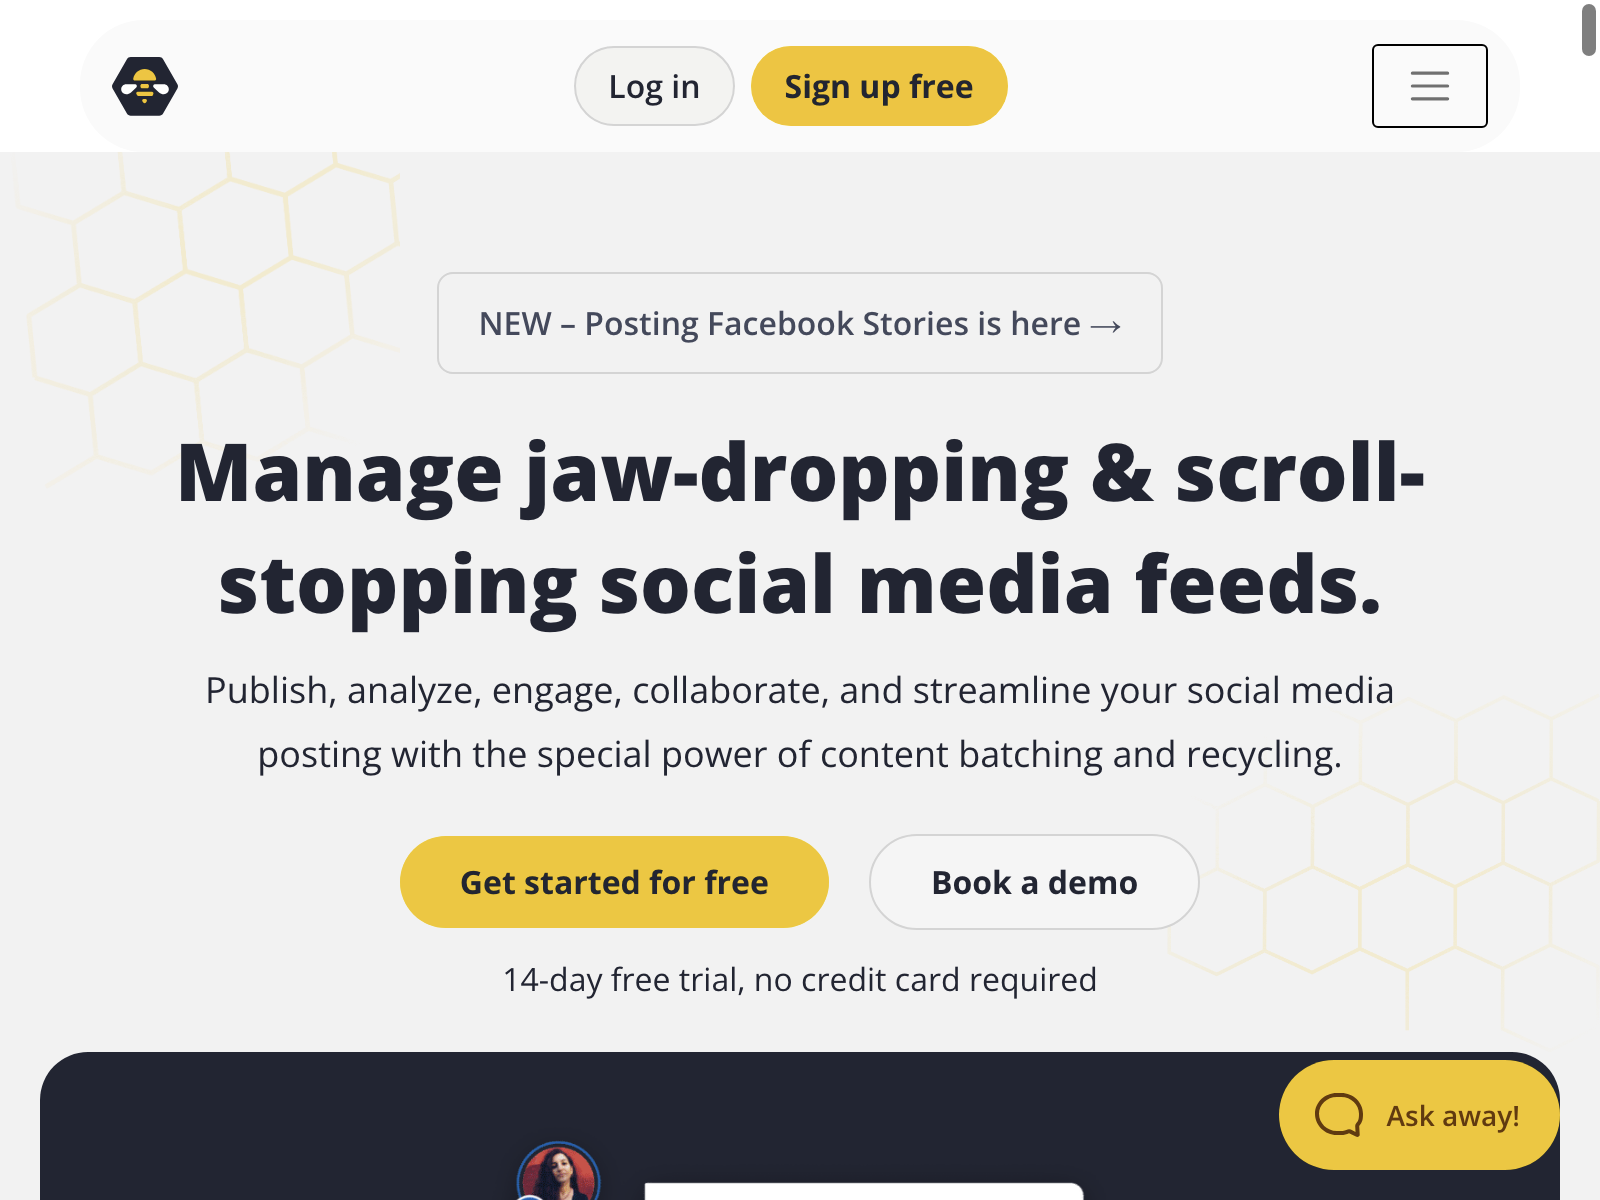 Log in
Sign up free
NEW – Posting Facebook Stories is here →
Manage jaw-dropping & scroll-
stopping social media feeds.
Publish, analyze, engage, collaborate, and streamline your social media
posting with the special power of content batching and recycling.
Get started for free
Book a demo
14-day free trial, no credit card required
Ask away!